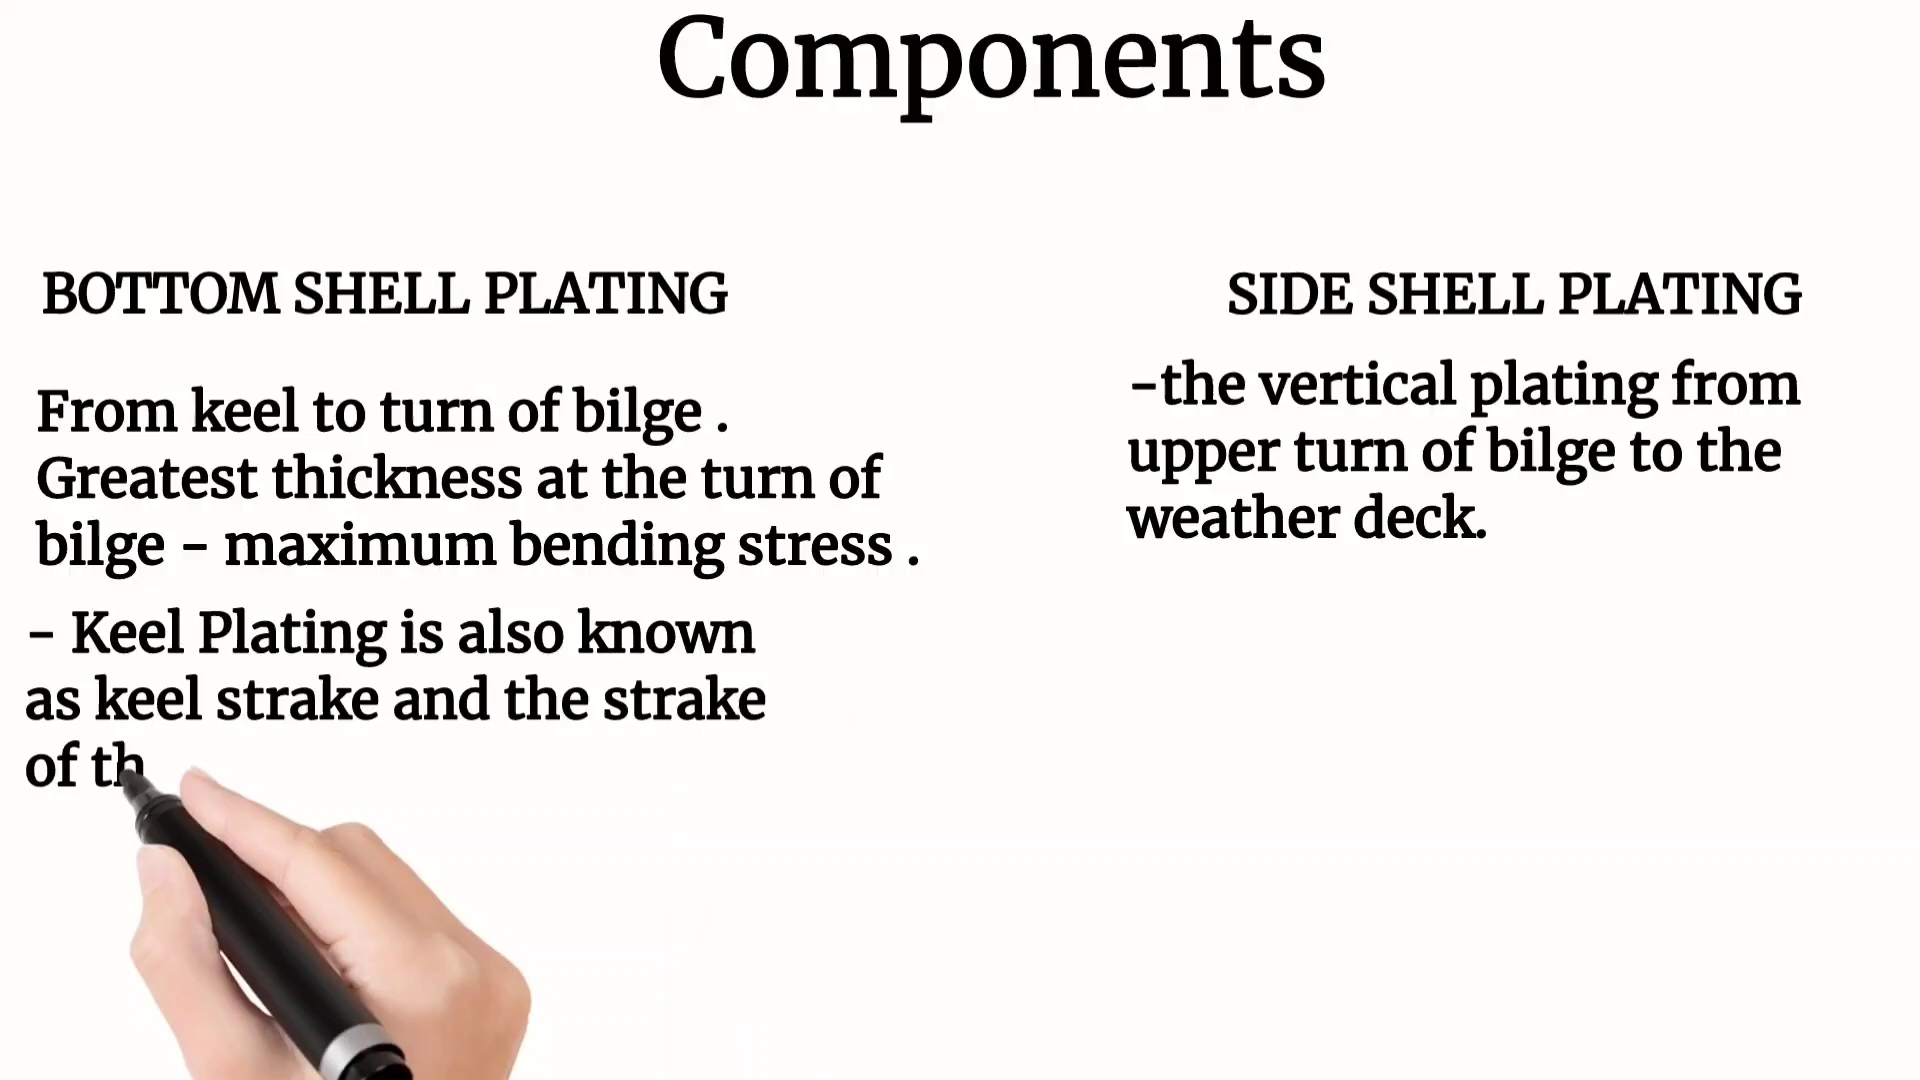 Components
BOTTOM SHELL PLATING
From keel to turn of bilge .
Greatest thickness at the turn of
bilge - maximum bending stress .
- Keel Plating is also known
as keel strake and the strake
of th
SIDE SHELL PLATING
-the vertical plating from
upper turn of bilge to the
weather deck.